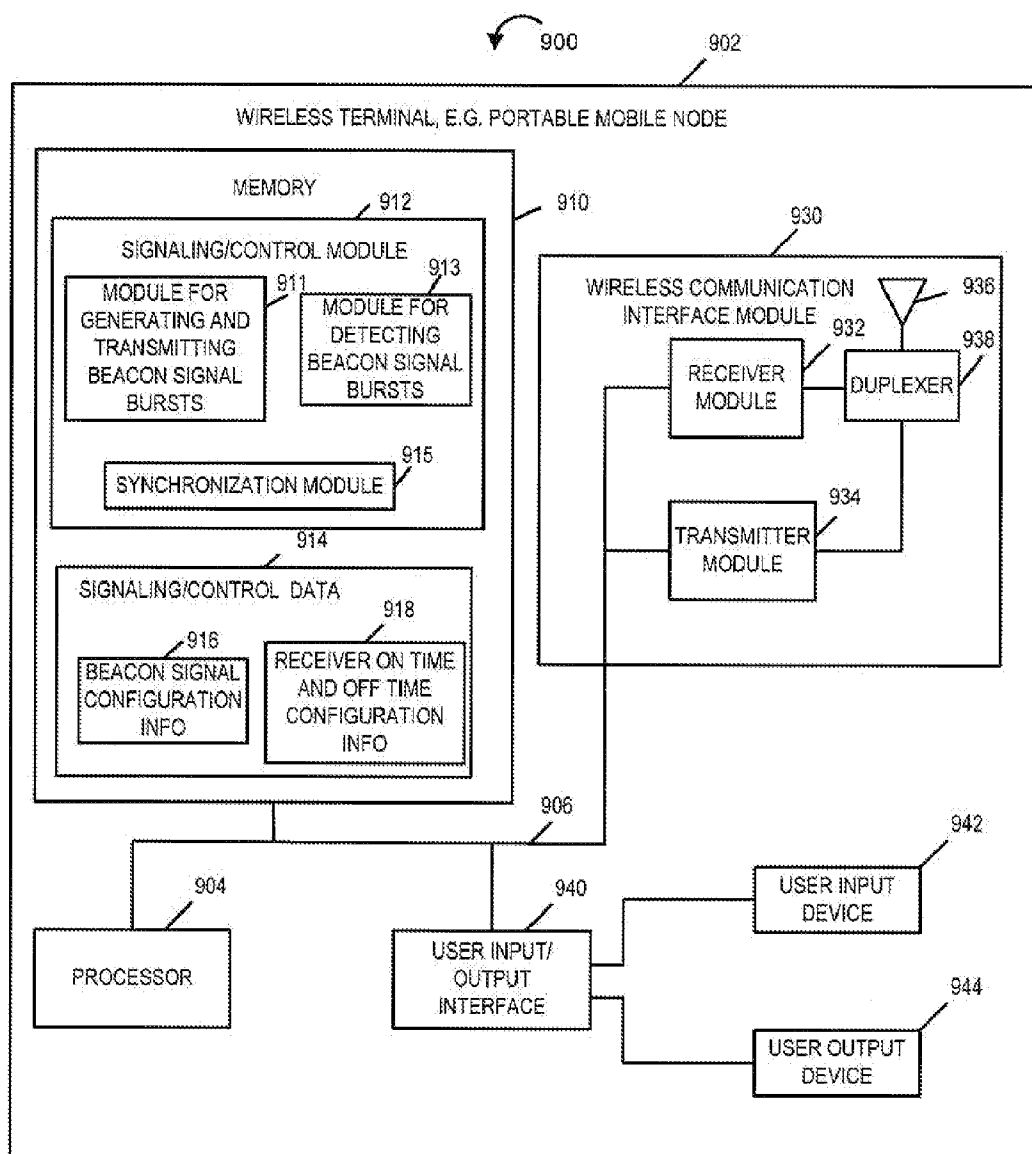 900
902
WIRELESS TERMINAL, E.G. PORTABLE MOBILE NODE
MEMORY
912
910
SIGNALING/CONTROL MODULE
911
MODULE FOR
GENERATING AND
TRANSMITTING
BEACON SIGNAL
BURSTS
913
MODULE FOR
DETECTING
BEACON SIGNAL
BURSTS
915
SYNCHRONIZATION MODULE
914
SIGNALING/CONTROL DATA
916
BEACON SIGNAL
CONFIGURATION
INFO
918
RECEIVER ON TIME
AND OFF TIME
CONFIGURATION
INFO
930
WIRELESS COMMUNICATION
INTERFACE MODULE
936
932
RECEIVER
MODULE
938
DUPLEXER
934
TRANSMITTER
MODULE
906
904
PROCESSOR
940
USER INPUT/
OUTPUT
INTERFACE
942
USER INPUT
DEVICE
944
USER OUTPUT
DEVICE